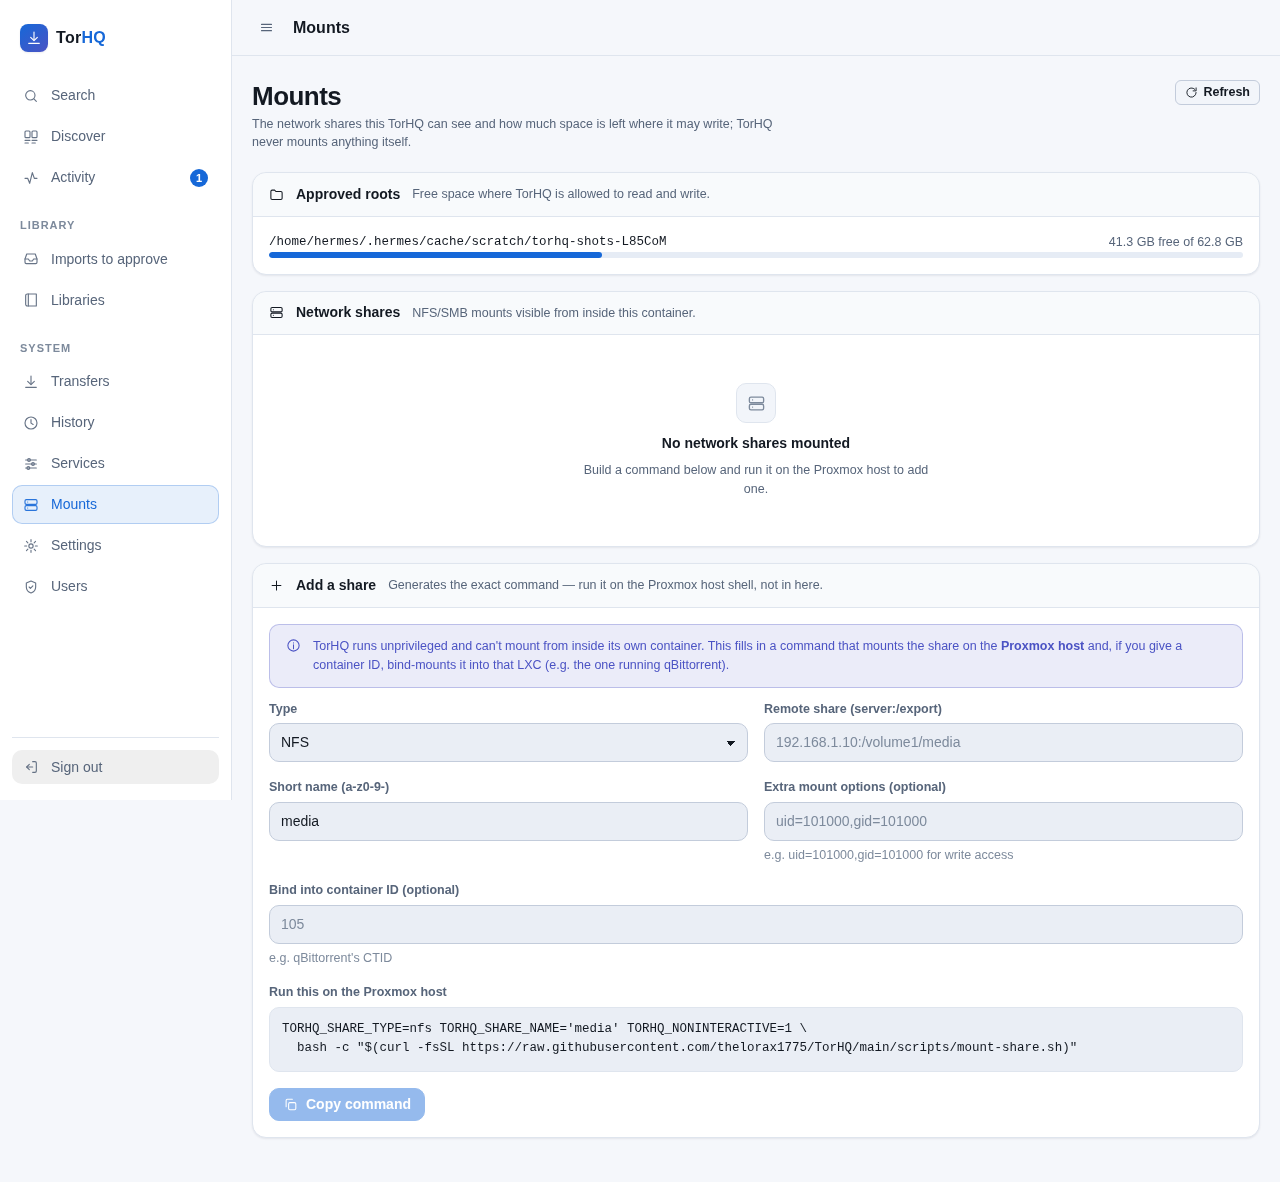 TorHQ
Mounts
Search
Discover
Activity
1
LIBRARY
Imports to approve
Libraries
SYSTEM
Transfers
History
Services
Mounts
Settings
Users
Sign out
Mounts
Refresh
The network shares this TorHQ can see and how much space is left where it may write; TorHQ
never mounts anything itself.
Approved roots Free space where TorHQ is allowed to read and write.
/home/hermes/.hermes/cache/scratch/torhq-shots-L85CoM
41.3 GB free of 62.8 GB
Network shares NFS/SMB mounts visible from inside this container.
No network shares mounted
Build a command below and run it on the Proxmox host to add
one.
Add a share Generates the exact command — run it on the Proxmox host shell, not in here.
TorHQ runs unprivileged and can't mount from inside its own container. This fills in a command that mounts the share on the Proxmox host and, if you give a
container ID, bind-mounts it into that LXC (e.g. the one running qBittorrent).
Type
NFS
Remote share (server:/export)
192.168.1.10:/volume1/media
Short name (a-z0-9-)
media
Extra mount options (optional)
uid=101000,gid=101000
e.g. uid=101000,gid=101000 for write access
Bind into container ID (optional)
105
e.g. qBittorrent's CTID
Run this on the Proxmox host
TORHQ_SHARE_TYPE=nfs TORHQ_SHARE_NAME='media' TORHQ_NONINTERACTIVE=1 \
bash -c "$(curl -fsSL https://raw.githubusercontent.com/thelorax1775/TorHQ/main/scripts/mount-share.sh)"
Copy command